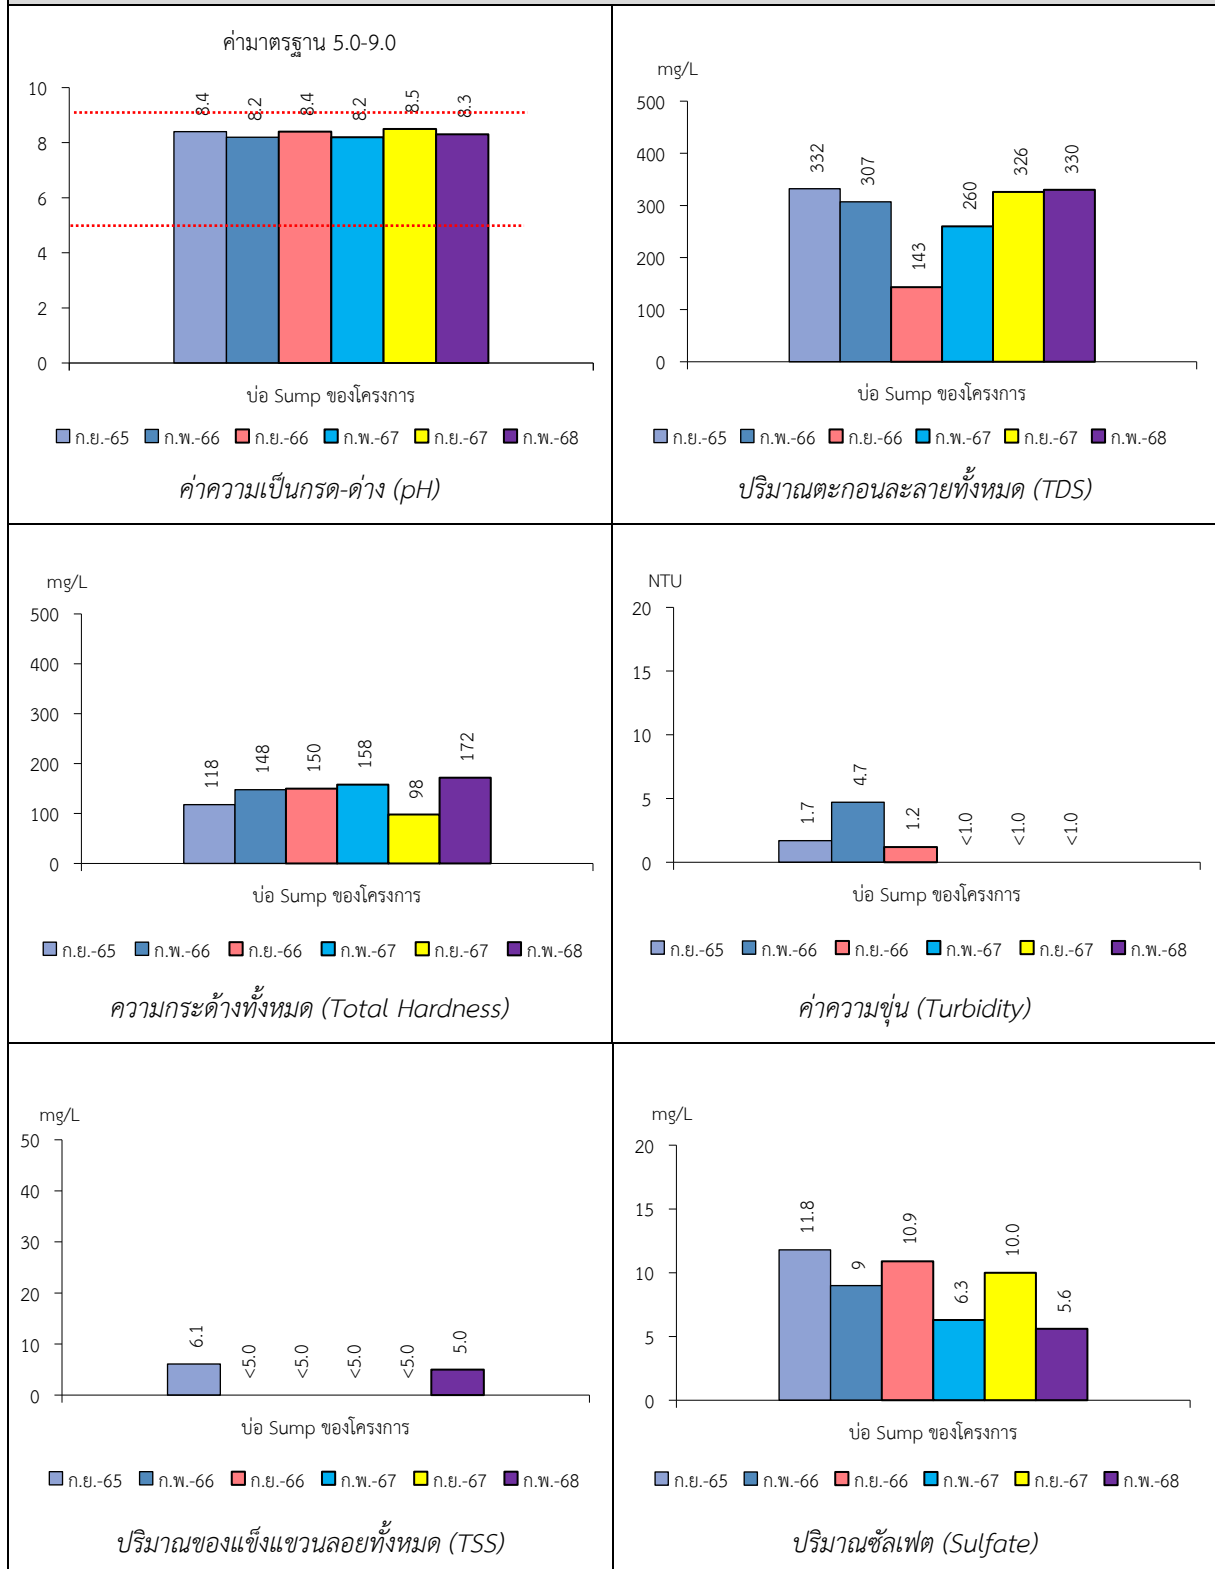 ค่ามาตรฐาน 5.0-9.0
10
8
6
4
2
0
8.4
8.2
8.4
8.2
8.5
8.3
บ่อ Sump ของโครงการ
ก.ย.-65 ก.พ.-66 ก.ย.-66 ก.พ.-67 ก.ย.-67 ก.พ.-68
ค่าความเป็นกรด-ด่าง (pH)
mg/L
500
400
300
200
100
0
332
307
143
260
326
330
บ่อ Sump ของโครงการ
ก.ย.-65 ก.พ.-66 ก.ย.-66 ก.พ.-67 ก.ย.-67 ก.พ.-68
ปริมาณตะกอนละลายทั้งหมด (TDS)
mg/L
500
400
300
200
100
0
118
148
150
158
98
172
บ่อ Sump ของโครงการ
ก.ย.-65 ก.พ.-66 ก.ย.-66 ก.พ.-67 ก.ย.-67 ก.พ.-68
ความกระด้างทั้งหมด (Total Hardness)
NTU
20
15
10
5
0
1.7
4.7
1.2
<1.0
<1.0
<1.0
บ่อ Sump ของโครงการ
ก.ย.-65 ก.พ.-66 ก.ย.-66 ก.พ.-67 ก.ย.-67 ก.พ.-68
ค่าความขุ่น (Turbidity)
mg/L
50
40
30
20
10
0
6.1
<5.0
<5.0
<5.0
<5.0
5.0
บ่อ Sump ของโครงการ
ก.ย.-65 ก.พ.-66 ก.ย.-66 ก.พ.-67 ก.ย.-67 ก.พ.-68
ปริมาณของแข็งแขวนลอยทั้งหมด (TSS)
mg/L
20
15
10
5
0
11.8
9
10.9
6.3
10.0
5.6
บ่อ Sump ของโครงการ
ก.ย.-65 ก.พ.-66 ก.ย.-66 ก.พ.-67 ก.ย.-67 ก.พ.-68
ปริมาณซัลเฟต (Sulfate)